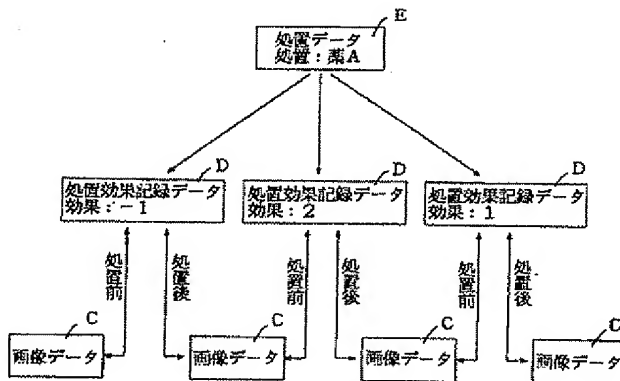 E
処置データ
処置：薬A
D
処置効果記録データ
効果：-1
D
処置効果記録データ
効果：2
D
処置効果記録データ
効果：1
処置前
処置後
処置前
処置後
処置前
処置後
C
画像データ
C
画像データ
C
画像データ
C
画像データ